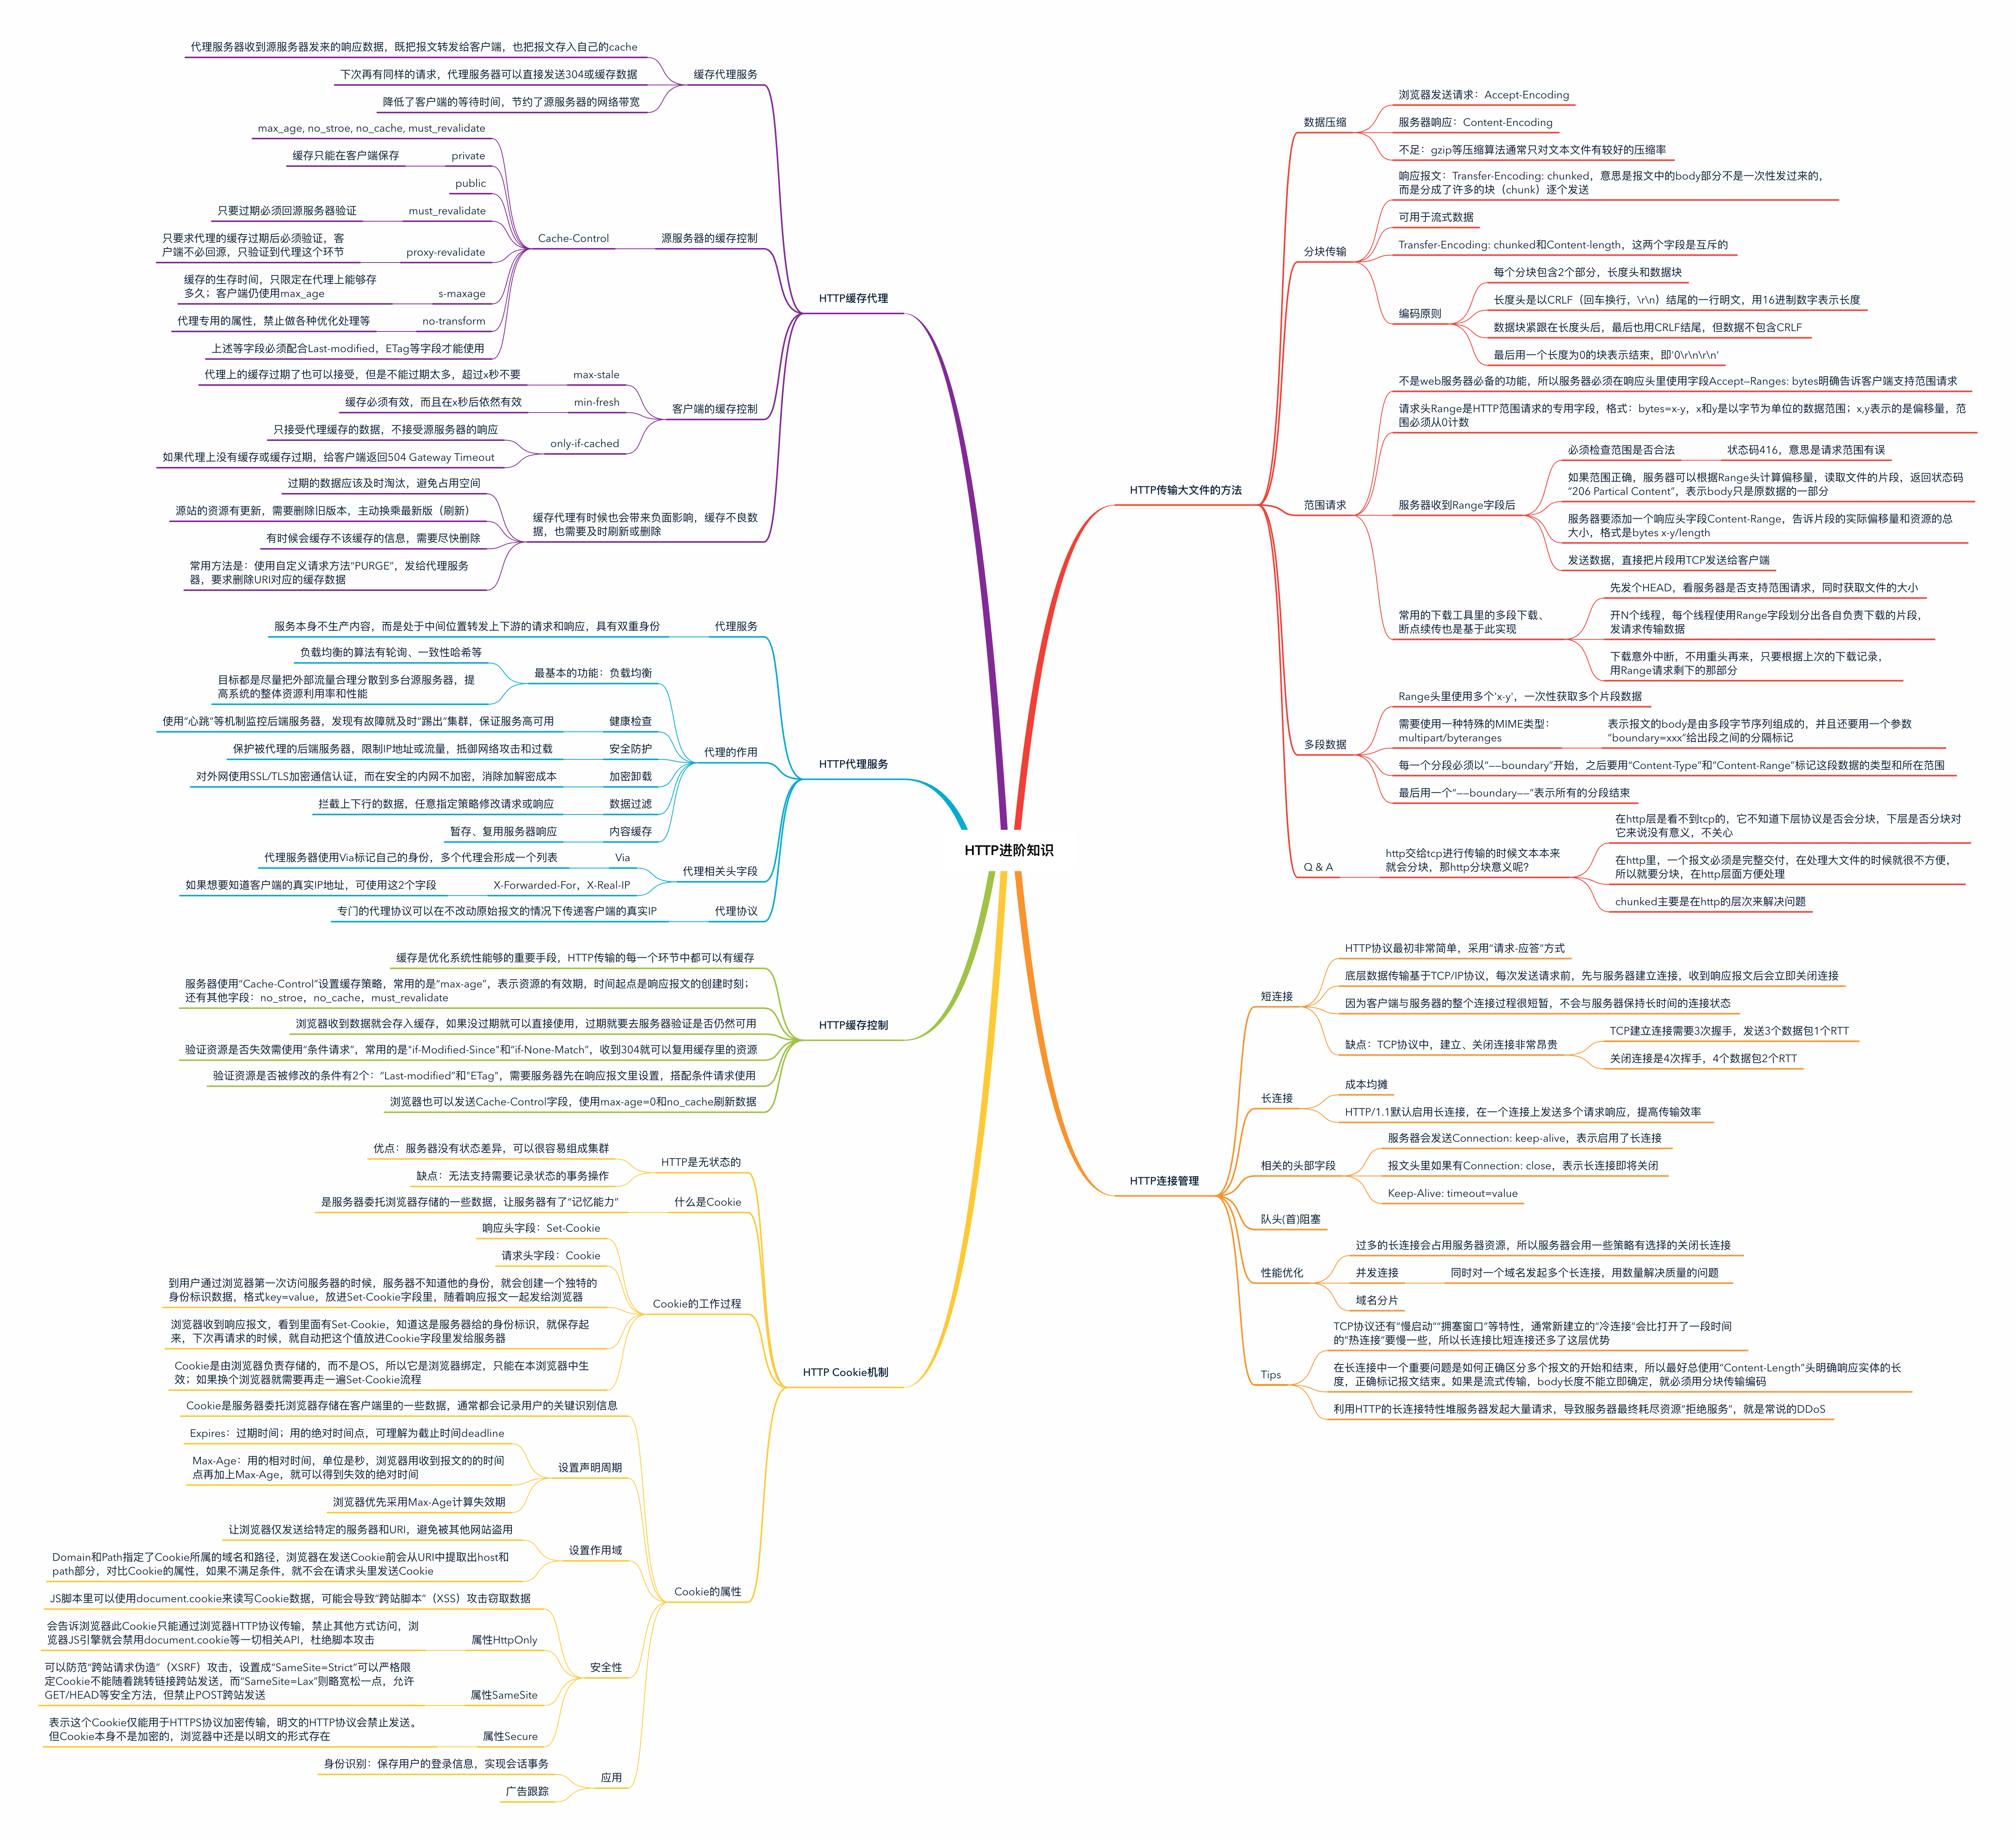 HTTP进阶知识
HTTP传输大文件的方法
数据压缩
浏览器发送请求：Accept-Encoding
服务器响应：Content-Encoding
不足：gzip等压缩算法通常只对文本文件有较好的压缩率
分块传输
响应报文：Transfer-Encoding: chunked，意思是报文中的body部分不是一次性发过来的，
而是分成了许多的块（chunk）逐个发送
可用于流式数据
Transfer-Encoding: chunked和Content-length，这两个字段是互斥的
编码原则
每个分块包含2个部分，长度头和数据块
长度头是以CRLF（回车换行，\r\n）结尾的一行明文，用16进制数字表示长度
数据块紧跟在长度头后，最后也用CRLF结尾，但数据不包含CRLF
最后用一个长度为0的块表示结束，即'0\r\n\r\n'
范围请求
不是web服务器必备的功能，所以服务器必须在响应头里使用字段Accept—Ranges: bytes明确告诉客户端支持范围请求
请求头Range是HTTP范围请求的专用字段，格式：bytes=x-y，x和y是以字节为单位的数据范围；x,y表示的是偏移量，范
围必须从0计数
服务器收到Range字段后
必须检查范围是否合法
状态码416，意思是请求范围有误
如果范围正确，服务器可以根据Range头计算偏移量，读取文件的片段，返回状态码
“206 Partical Content”，表示body只是原数据的一部分
服务器要添加一个响应头字段Content-Range，告诉片段的实际偏移量和资源的总
大小，格式是bytes x-y/length
发送数据，直接把片段用TCP发送给客户端
常用的下载工具里的多段下载、
断点续传也是基于此实现
先发个HEAD，看服务器是否支持范围请求，同时获取文件的大小
开N个线程，每个线程使用Range字段划分出各自负责下载的片段，
发请求传输数据
下载意外中断，不用重头再来，只要根据上次的下载记录，
用Range请求剩下的那部分
多段数据
Range头里使用多个'x-y'，一次性获取多个片段数据
需要使用一种特殊的MIME类型：
multipart/byteranges
表示报文的body是由多段字节序列组成的，并且还要用一个参数
“boundary=xxx”给出段之间的分隔标记
每一个分段必须以“——boundary”开始，之后要用“Content-Type”和“Content-Range”标记这段数据的类型和所在范围
最后用一个“——boundary——”表示所有的分段结束
Q & A
http交给tcp进行传输的时候文本本来
就会分块，那http分块意义呢？
在http层是看不到tcp的，它不知道下层协议是否会分块，下层是否分块对
它来说没有意义，不关心
在http里，一个报文必须是完整交付，在处理大文件的时候就很不方便，
所以就要分块，在http层面方便处理
chunked主要是在http的层次来解决问题
HTTP连接管理
短连接
HTTP协议最初非常简单，采用“请求-应答”方式
底层数据传输基于TCP/IP协议，每次发送请求前，先与服务器建立连接，收到响应报文后会立即关闭连接
因为客户端与服务器的整个连接过程很短暂，不会与服务器保持长时间的连接状态
缺点：TCP协议中，建立、关闭连接非常昂贵
TCP建立连接需要3次握手，发送3个数据包1个RTT
关闭连接是4次挥手，4个数据包2个RTT
长连接
成本均摊
HTTP/1.1默认启用长连接，在一个连接上发送多个请求响应，提高传输效率
相关的头部字段
服务器会发送Connection: keep-alive，表示启用了长连接
报文头里如果有Connection: close，表示长连接即将关闭
Keep-Alive: timeout=value
队头(首)阻塞
性能优化
过多的长连接会占用服务器资源，所以服务器会用一些策略有选择的关闭长连接
并发连接
同时对一个域名发起多个长连接，用数量解决质量的问题
域名分片
Tips
TCP协议还有“慢启动”“拥塞窗口”等特性，通常新建立的“冷连接”会比打开了一段时间
的“热连接”要慢一些，所以长连接比短连接还多了这层优势
在长连接中一个重要问题是如何正确区分多个报文的开始和结束，所以最好总使用“Content-Length”头明确响应实体的长
度，正确标记报文结束。如果是流式传输，body长度不能立即确定，就必须用分块传输编码
利用HTTP的长连接特性堆服务器发起大量请求，导致服务器最终耗尽资源“拒绝服务”，就是常说的DDoS
HTTP缓存代理
缓存代理服务
代理服务器收到源服务器发来的响应数据，既把报文转发给客户端，也把报文存入自己的cache
下次再有同样的请求，代理服务器可以直接发送304或缓存数据
降低了客户端的等待时间，节约了源服务器的网络带宽
源服务器的缓存控制
Cache-Control
max_age, no_stroe, no_cache, must_revalidate
private
缓存只能在客户端保存
public
must_revalidate
只要过期必须回源服务器验证
proxy-revalidate
只要求代理的缓存过期后必须验证，客
户端不必回源，只验证到代理这个环节
s-maxage
缓存的生存时间，只限定在代理上能够存
多久；客户端仍使用max_age
no-transform
代理专用的属性，禁止做各种优化处理等
上述等字段必须配合Last-modified，ETag等字段才能使用
客户端的缓存控制
max-stale
代理上的缓存过期了也可以接受，但是不能过期太多，超过x秒不要
min-fresh
缓存必须有效，而且在x秒后依然有效
only-if-cached
只接受代理缓存的数据，不接受源服务器的响应
如果代理上没有缓存或缓存过期，给客户端返回504 Gateway Timeout
缓存代理有时候也会带来负面影响，缓存不良数
据，也需要及时刷新或删除
过期的数据应该及时淘汰，避免占用空间
源站的资源有更新，需要删除旧版本，主动换乘最新版（刷新）
有时候会缓存不该缓存的信息，需要尽快删除
常用方法是：使用自定义请求方法“PURGE”，发给代理服务
器，要求删除URI对应的缓存数据
HTTP代理服务
代理服务
服务本身不生产内容，而是处于中间位置转发上下游的请求和响应，具有双重身份
代理的作用
最基本的功能：负载均衡
负载均衡的算法有轮询、一致性哈希等
目标都是尽量把外部流量合理分散到多台源服务器，提
高系统的整体资源利用率和性能
健康检查
使用“心跳”等机制监控后端服务器，发现有故障就及时“踢出”集群，保证服务高可用
安全防护
保护被代理的后端服务器，限制IP地址或流量，抵御网络攻击和过载
加密卸载
对外网使用SSL/TLS加密通信认证，而在安全的内网不加密，消除加解密成本
数据过滤
拦截上下行的数据，任意指定策略修改请求或响应
内容缓存
暂存、复用服务器响应
代理相关头字段
Via
代理服务器使用Via标记自己的身份，多个代理会形成一个列表
X-Forwarded-For，X-Real-IP
如果想要知道客户端的真实IP地址，可使用这2个字段
代理协议
专门的代理协议可以在不改动原始报文的情况下传递客户端的真实IP
HTTP缓存控制
缓存是优化系统性能够的重要手段，HTTP传输的每一个环节中都可以有缓存
服务器使用“Cache-Control”设置缓存策略，常用的是“max-age”，表示资源的有效期，时间起点是响应报文的创建时刻；
还有其他字段：no_stroe，no_cache，must_revalidate
浏览器收到数据就会存入缓存，如果没过期就可以直接使用，过期就要去服务器验证是否仍然可用
验证资源是否失效需使用“条件请求”，常用的是"if-Modified-Since"和“if-None-Match”，收到304就可以复用缓存里的资源
验证资源是否被修改的条件有2个：“Last-modified”和"ETag"，需要服务器先在响应报文里设置，搭配条件请求使用
浏览器也可以发送Cache-Control字段，使用max-age=0和no_cache刷新数据
HTTP Cookie机制
HTTP是无状态的
优点：服务器没有状态差异，可以很容易组成集群
缺点：无法支持需要记录状态的事务操作
什么是Cookie
是服务器委托浏览器存储的一些数据，让服务器有了“记忆能力”
Cookie的工作过程
响应头字段：Set-Cookie
请求头字段：Cookie
到用户通过浏览器第一次访问服务器的时候，服务器不知道他的身份，就会创建一个独特的
身份标识数据，格式key=value，放进Set-Cookie字段里，随着响应报文一起发给浏览器
浏览器收到响应报文，看到里面有Set-Cookie，知道这是服务器给的身份标识，就保存起
来，下次再请求的时候，就自动把这个值放进Cookie字段里发给服务器
Cookie是由浏览器负责存储的，而不是OS，所以它是浏览器绑定，只能在本浏览器中生
效；如果换个浏览器就需要再走一遍Set-Cookie流程
Cookie的属性
Cookie是服务器委托浏览器存储在客户端里的一些数据，通常都会记录用户的关键识别信息
设置声明周期
Expires：过期时间；用的绝对时间点，可理解为截止时间deadline
Max-Age：用的相对时间，单位是秒，浏览器用收到报文的的时间
点再加上Max-Age，就可以得到失效的绝对时间
浏览器优先采用Max-Age计算失效期
设置作用域
让浏览器仅发送给特定的服务器和URI，避免被其他网站盗用
Domain和Path指定了Cookie所属的域名和路径，浏览器在发送Cookie前会从URI中提取出host和
path部分，对比Cookie的属性，如果不满足条件，就不会在请求头里发送Cookie
安全性
JS脚本里可以使用document.cookie来读写Cookie数据，可能会导致“跨站脚本”（XSS）攻击窃取数据
属性HttpOnly
会告诉浏览器此Cookie只能通过浏览器HTTP协议传输，禁止其他方式访问，浏
览器JS引擎就会禁用document.cookie等一切相关API，杜绝脚本攻击
属性SameSite
可以防范“跨站请求伪造”（XSRF）攻击，设置成“SameSite=Strict”可以严格限
定Cookie不能随着跳转链接跨站发送，而“SameSite=Lax”则略宽松一点，允许
GET/HEAD等安全方法，但禁止POST跨站发送
属性Secure
表示这个Cookie仅能用于HTTPS协议加密传输，明文的HTTP协议会禁止发送。
但Cookie本身不是加密的，浏览器中还是以明文的形式存在
应用
身份识别：保存用户的登录信息，实现会话事务
广告跟踪